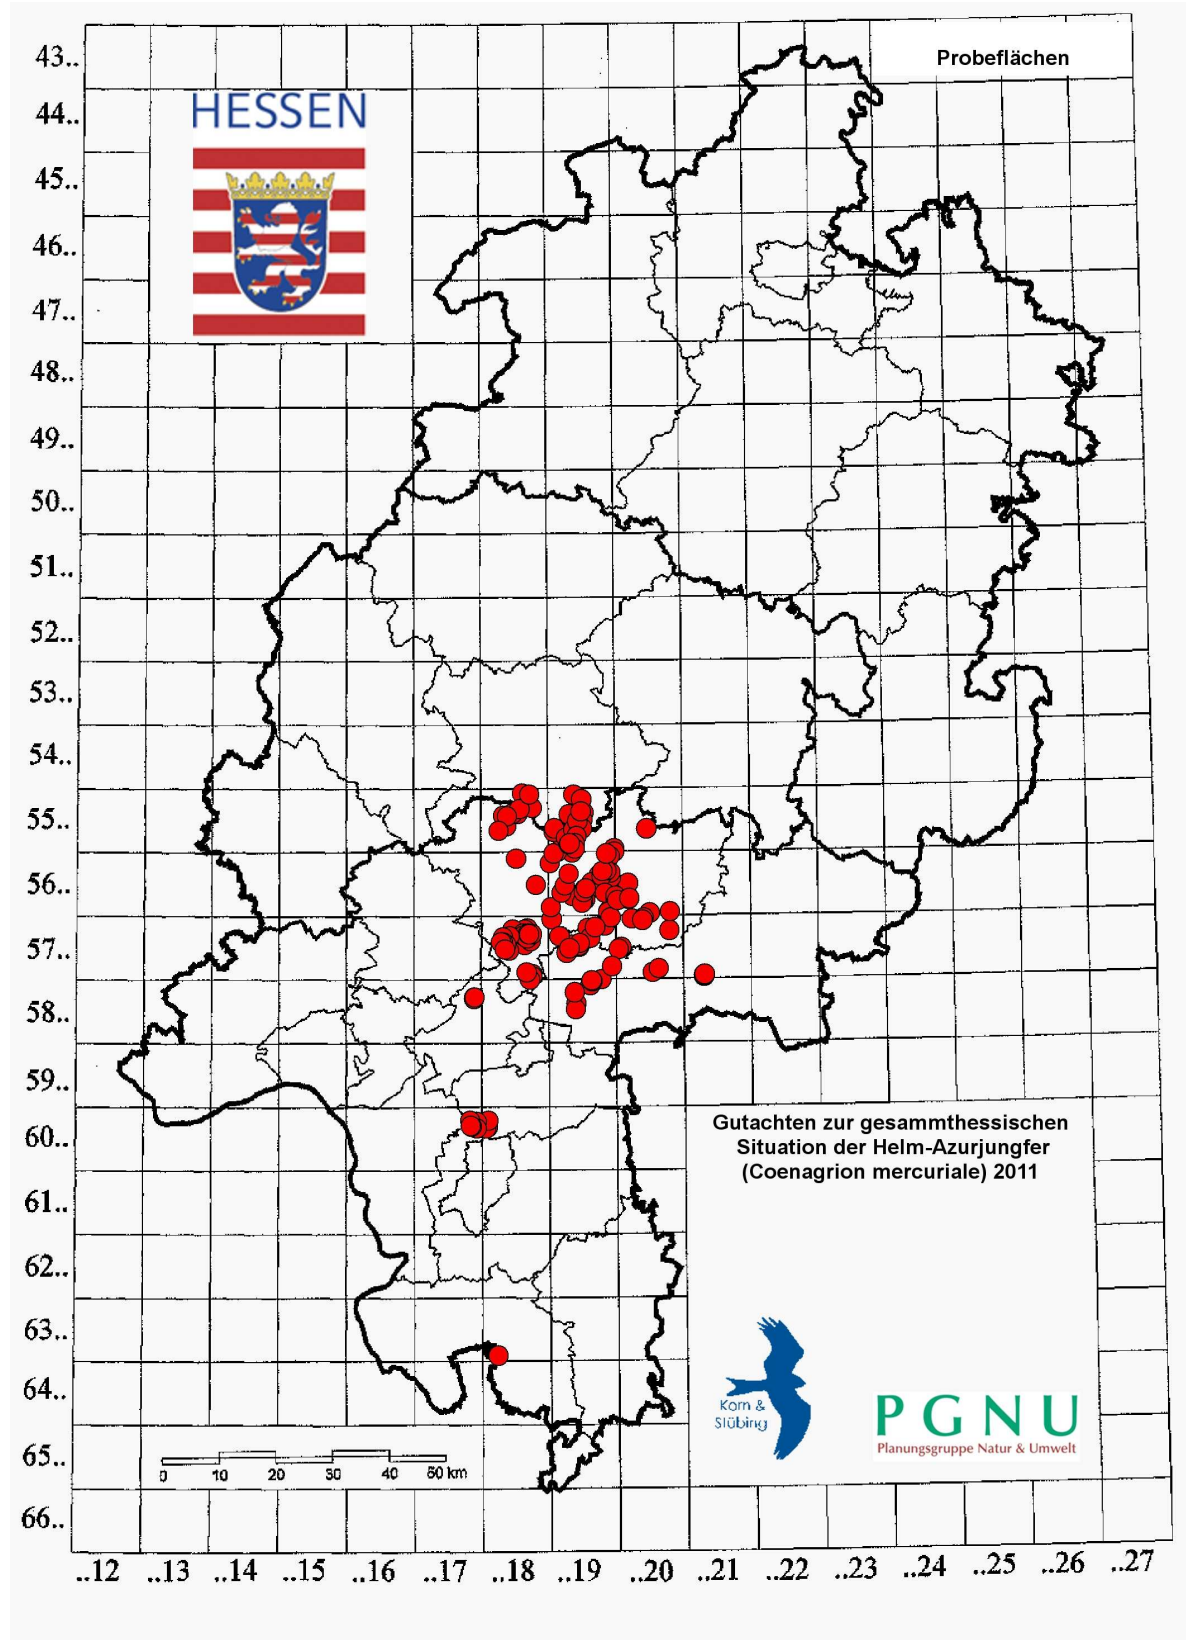 Probeflächen
HESSEN
43..
44..
45..
46..
47..
48..
49..
50..
51..
52..
53..
54..
55..
56..
57..
58..
59..
60..
61..
62..
63..
64..
65..
66..
Gutachten zur gesammthessischen
Situation der Helm-Azurjungfer
(Coenagrion mercuriale) 2011
Korn &
Stübing
PGNU
Planungsgruppe Natur & Umwelt
0 10 20 30 40 50 km
..12 ..13 ..14 ..15 ..16 ..17 ..18 ..19 ..20 ..21 ..22 ..23 ..24 ..25 ..26 ..27